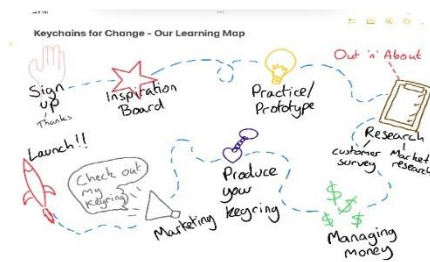 Keychains for Change - Our Learning Map
Sign
up
Thanks
Inspiration
Board
Practice/
Prototype
Out 'n' About
Research
customer
survey
Market
research
Managing
money
Produce
your
keyring
Marketing
Check out
my
keyring
Launch!!